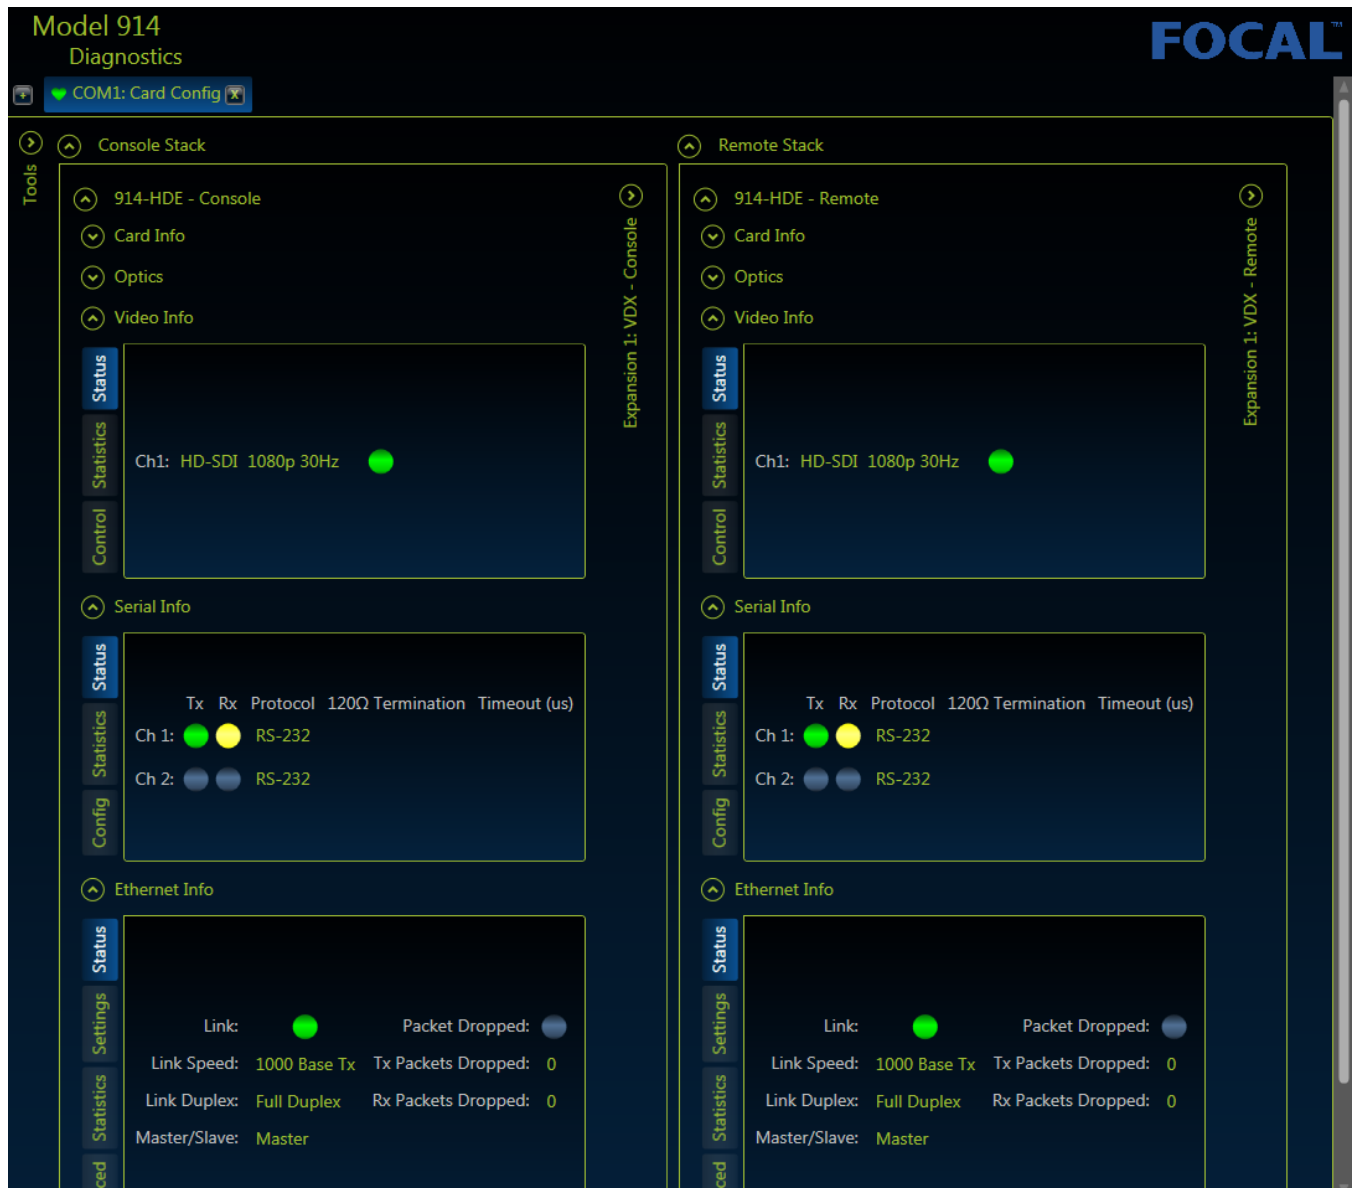 Model 914
Diagnostics
FOCAL™
COM1: Card Config X
Tools
Console Stack
914-HDE - Console
Card Info
Optics
Video Info
Status
Statistics
Control
Ch1: HD-SDI 1080p 30Hz
Serial Info
Status
Statistics
Config
Tx Rx Protocol 120Ω Termination Timeout (us)
Ch 1: RS-232
Ch 2: RS-232
Ethernet Info
Status
Settings
Statistics
Link: Packet Dropped:
Link Speed: 1000 Base Tx Tx Packets Dropped: 0
Link Duplex: Full Duplex Rx Packets Dropped: 0
Master/Slave: Master
Expansion 1: VDX - Console
Remote Stack
914-HDE - Remote
Card Info
Optics
Video Info
Status
Statistics
Control
Ch1: HD-SDI 1080p 30Hz
Serial Info
Status
Statistics
Config
Tx Rx Protocol 120Ω Termination Timeout (us)
Ch 1: RS-232
Ch 2: RS-232
Ethernet Info
Status
Settings
Statistics
Link: Packet Dropped:
Link Speed: 1000 Base Tx Tx Packets Dropped: 0
Link Duplex: Full Duplex Rx Packets Dropped: 0
Master/Slave: Master
Expansion 1: VDX - Remote